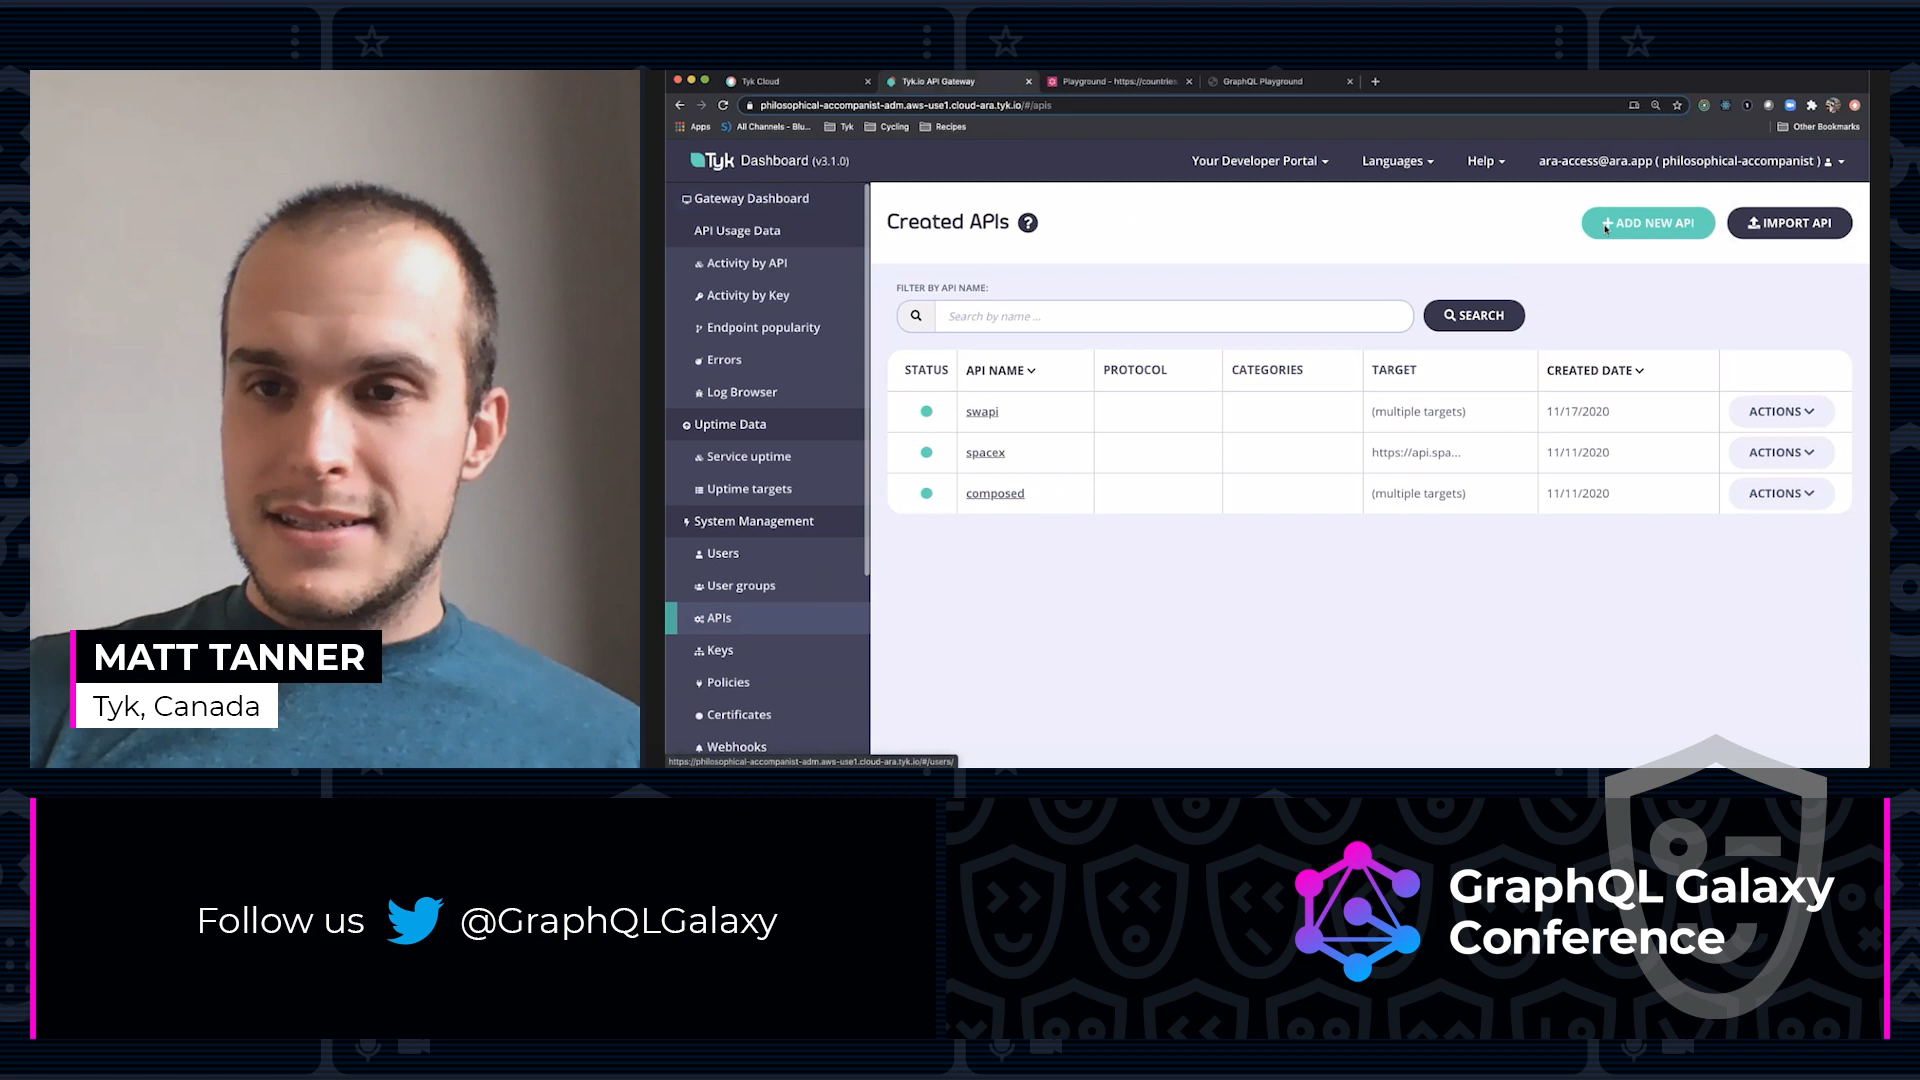 Tyk Cloud
Tyk.io API Gateway
Playground - https://countries
GraphQL Playground
philosophical-accompanist-adm.aws-use1.cloud-ara.tyk.io/#/apis
Apps
All Channels - Blu...
Tyk
Cycling
Recipes
Other Bookmarks
Tyk Dashboard (v3.1.0)
Your Developer Portal
Languages
Help
ara-access@ara.app ( philosophical-accompanist )
Gateway Dashboard
API Usage Data
Activity by API
Activity by Key
Endpoint popularity
Errors
Log Browser
Uptime Data
Service uptime
Uptime targets
System Management
Users
User groups
APIs
Keys
Policies
Certificates
Webhooks
https://philosophical-accompanist-adm.aws-use1.cloud-ara.tyk.io/#/users/
Created APIs ?
+ ADD NEW API
IMPORT API
FILTER BY API NAME:
Search by name ...
SEARCH
STATUS API NAME PROTOCOL CATEGORIES TARGET CREATED DATE
swapi (multiple targets) 11/17/2020 ACTIONS
spacex https://api.spa... 11/11/2020 ACTIONS
composed (multiple targets) 11/11/2020 ACTIONS
MATT TANNER
Tyk, Canada
Follow us @GraphQLGalaxy
GraphQL Galaxy
Conference